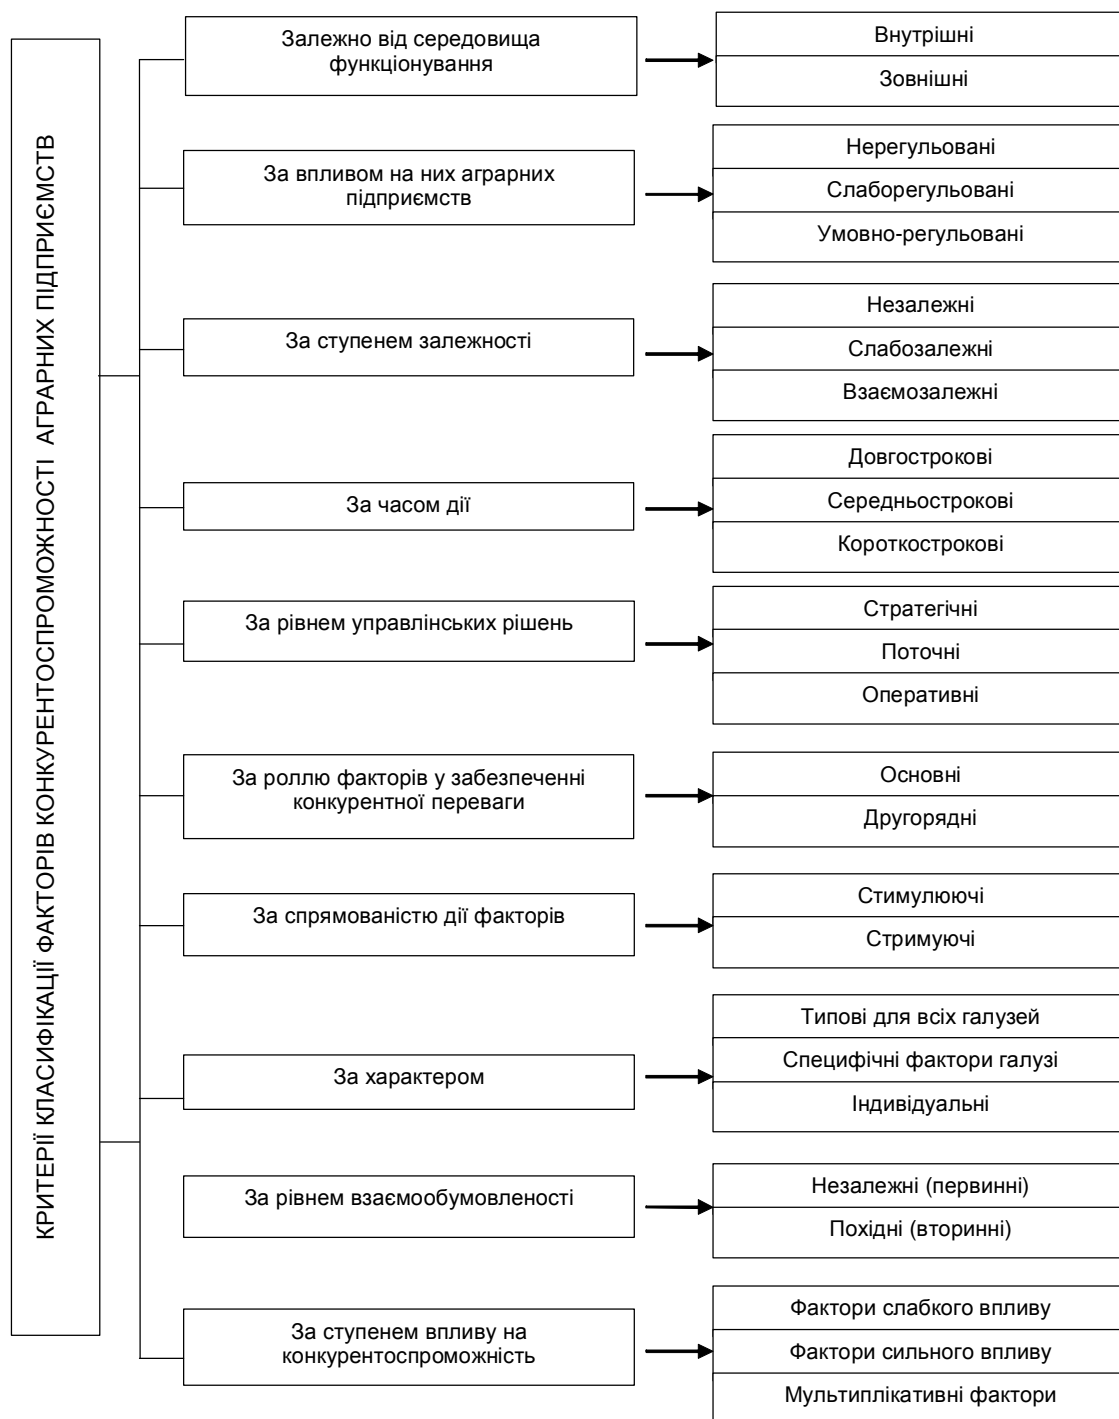 КРИТЕРІЇ КЛАСИФІКАЦІЇ ФАКТОРІВ КОНКУРЕНТОСПРОМОЖНОСТІ АГРАРНИХ ПІДПРИЄМСТВ
Залежно від середовища
функціонування
Внутрішні
Зовнішні
За впливом на них аграрних
підприємств
Нерегульовані
Слаборегульовані
Умовно-регульовані
За ступенем залежності
Незалежні
Слабозалежні
Взаємозалежні
За часом дії
Довгострокові
Середньострокові
Короткострокові
За рівнем управлінських рішень
Стратегічні
Поточні
Оперативні
За роллю факторів у забезпеченні
конкурентної переваги
Основні
Другорядні
За спрямованістю дії факторів
Стимулюючі
Стримуючі
За характером
Типові для всіх галузей
Специфічні фактори галузі
Індивідуальні
За рівнем взаємообумовленості
Незалежні (первинні)
Похідні (вторинні)
За ступенем впливу на
конкурентоспроможність
Фактори слабкого впливу
Фактори сильного впливу
Мультиплікативні фактори